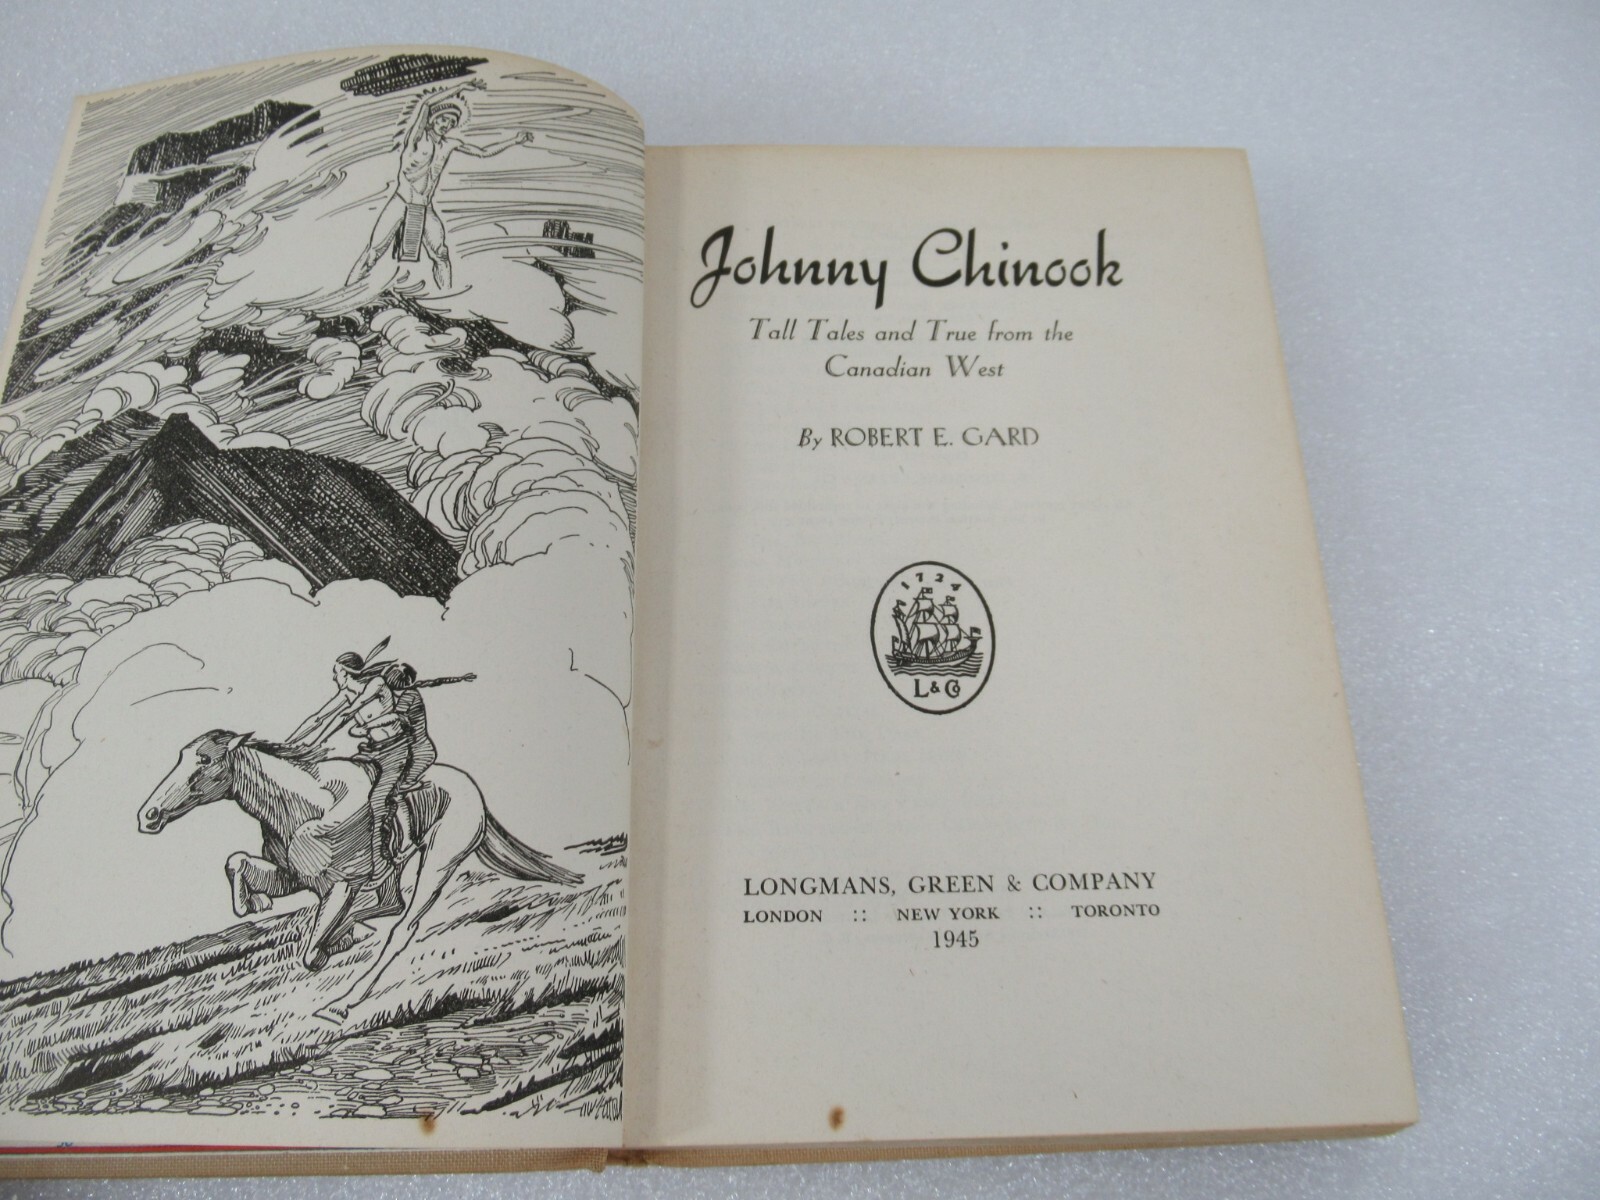 Johnny Chinook
Tall Tales and True from the
Canadian West
By ROBERT E. GARD
1724
L & Co
LONGMANS, GREEN & COMPANY
LONDON :: NEW YORK :: TORONTO
1945